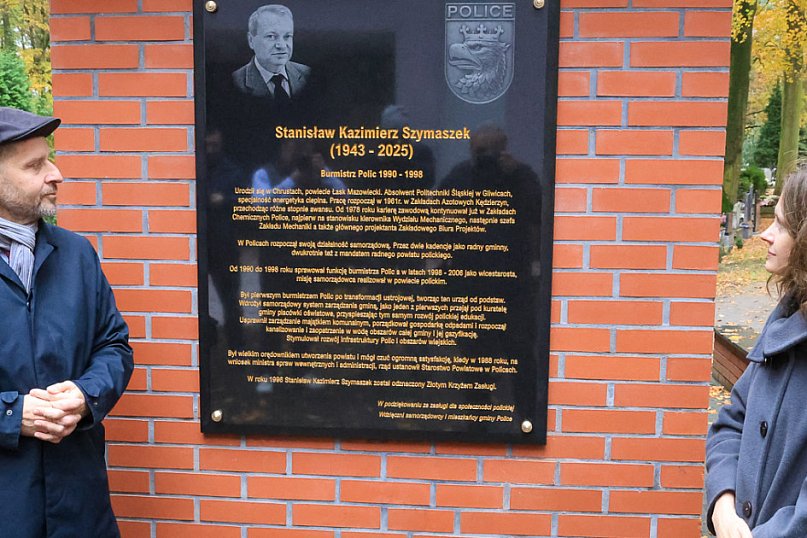 POLICE
Stanisław Kazimierz Szymaszek
(1943 - 2025)
Burmistrz Polic 1990 - 1998
Urodził się w Chrustach, powiecie Łask Mazowiecki. Absolwent Politechniki Śląskiej w Gliwicach,
specjalność energetyka cieplna. Pracę rozpoczął w 1961r. w Zakładach Azotowych Kędzierzyn,
przechodząc różne stopnie awansu. Od 1978 roku karierę zawodową kontynuował już w Zakładach
Chemicznych Police, najpierw na stanowisku kierownika Wydziału Mechanicznego, następnie szefa
Zakładu Mechaniki a także głównego projektanta Zakładowego Biura Projektów.
W Policach rozpoczął swoją działalność samorządową. Przez dwie kadencje jako radny gminny,
dwukrotnie też z mandatem radnego powiatu polickiego.
Od 1990 do 1998 roku sprawował funkcję burmistrza Polic a w latach 1998 - 2006 jako wicestarosta,
misję samorządowca realizował w powiecie polickim.
Był pierwszym burmistrzem Polic po transformacji ustrojowej, tworząc ten urząd od podstaw.
Wdrożył samorządowy system zarządzania gminą, jako jeden z pierwszych przejął pod kuratelę
gminy placówki oświatowe, przyspieszając tym samym rozwój polickiej edukacji.
Usprawnił zarządzanie majątkiem komunalnym, porządkował gospodarkę odpadami i rozpoczął
kanalizowanie i zaopatrzenie w wodę obszarów całej gminy i jej gazyfikację.
Stymulował rozwój infrastruktury Polic i obszarów wiejskich.
Był wielkim orędownikiem utworzenia powiatu i mógł czuć ogromną satysfakcję, kiedy w 1998 roku, na
wniosek ministra spraw wewnętrznych i administracji, rząd ustanowił Starostwo Powiatowe w Policach.
W roku 1996 Stanisław Kazimierz Szymaszek został odznaczony Złotym Krzyżem Zasługi.
W podziękowaniu za zasługi dla społeczności polickiej
Wdzięczni samorządowcy i mieszkańcy gminy Police